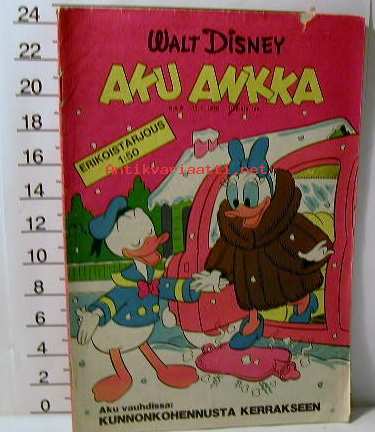 24
22
20
18
16
14
12
10
8
6
4
2
0
WALT DISNEY
AKU ANKKA
ERIKOISTARJOUS
1:50
Antikvariaatti.net
Aku vauhdissa:
KUNNONKOHENNUSTA KERRAKSEEN